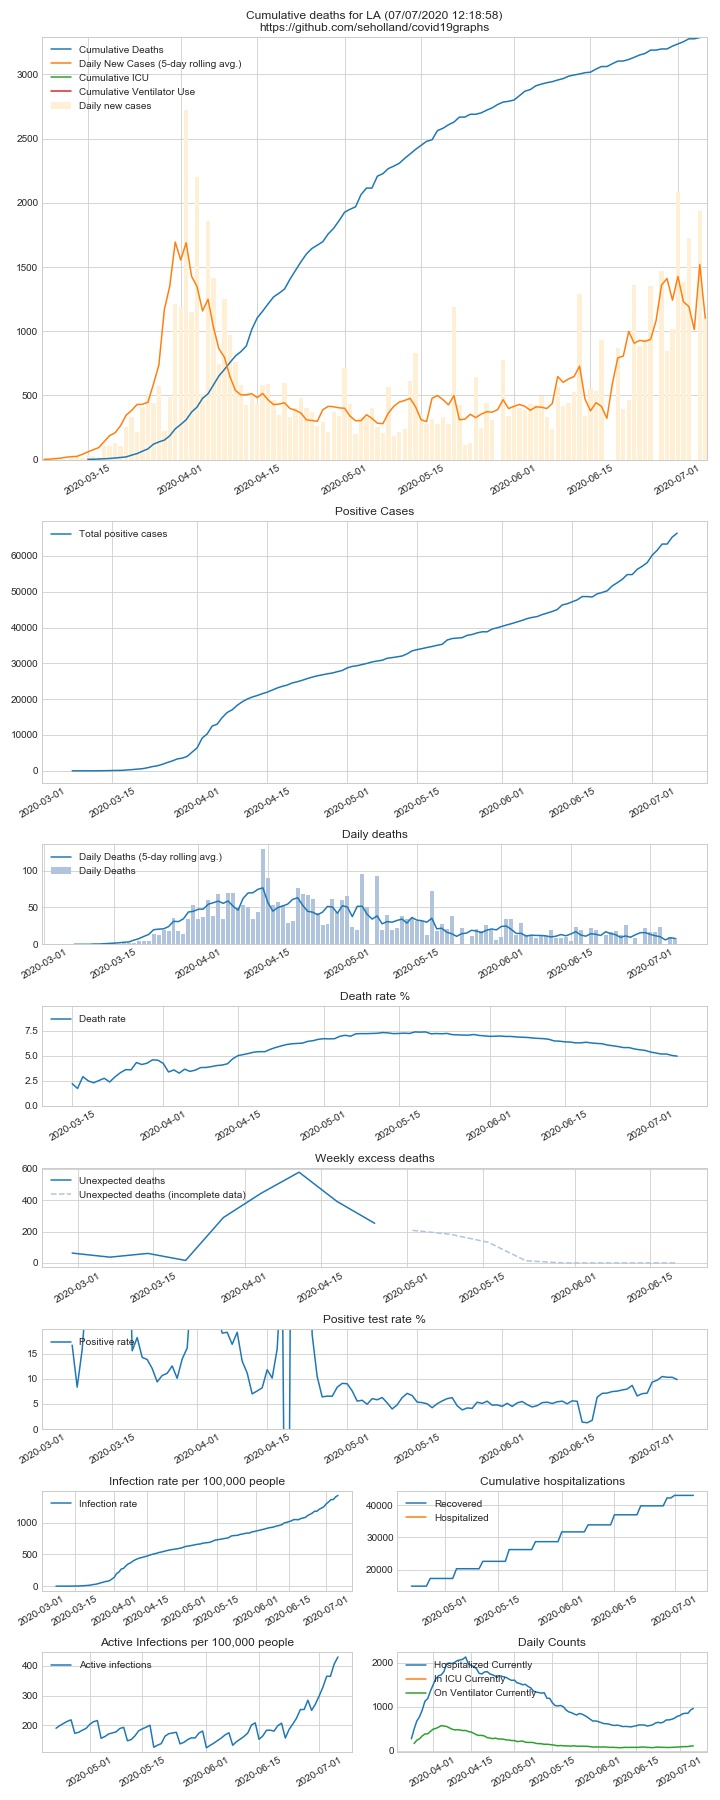 Cumulative deaths for LA (07/07/2020 12:18:58)
https://github.com/seholland/covid19graphs
Cumulative Deaths
Daily New Cases (5-day rolling avg.)
Cumulative ICU
Cumulative Ventilator Use
Daily new cases
3000
2500
2000
1500
1000
500
0
2020-03-15 2020-04-01 2020-04-15 2020-05-01 2020-05-15 2020-06-01 2020-06-15 2020-07-01
Positive Cases
Total positive cases
60000
50000
40000
30000
20000
10000
0
2020-03-01 2020-03-15 2020-04-01 2020-04-15 2020-05-01 2020-05-15 2020-06-01 2020-06-15 2020-07-01
Daily deaths
Daily Deaths (5-day rolling avg.)
Daily Deaths
100
50
0
2020-03-01 2020-03-15 2020-04-01 2020-04-15 2020-05-01 2020-05-15 2020-06-01 2020-06-15 2020-07-01
Death rate %
Death rate
7.5
5.0
2.5
0.0
2020-03-15 2020-04-01 2020-04-15 2020-05-01 2020-05-15 2020-06-01 2020-06-15 2020-07-01
Weekly excess deaths
Unexpected deaths
Unexpected deaths (incomplete data)
600
400
200
0
2020-03-01 2020-03-15 2020-04-01 2020-04-15 2020-05-01 2020-05-15 2020-06-01 2020-06-15
Positive test rate %
Positive rate
15
10
5
0
2020-03-01 2020-03-15 2020-04-01 2020-04-15 2020-05-01 2020-05-15 2020-06-01 2020-06-15 2020-07-01
Infection rate per 100,000 people
Infection rate
1000
500
0
2020-03-01 2020-03-15 2020-04-01 2020-04-15 2020-05-01 2020-05-15 2020-06-01 2020-06-15 2020-07-01
Cumulative hospitalizations
Recovered
Hospitalized
40000
30000
20000
2020-05-01 2020-05-15 2020-06-01 2020-06-15 2020-07-01
Active Infections per 100,000 people
Active infections
400
300
200
2020-05-01 2020-05-15 2020-06-01 2020-06-15 2020-07-01
Daily Counts
Hospitalized Currently
In ICU Currently
On Ventilator Currently
2000
1000
0
2020-04-01 2020-04-15 2020-05-01 2020-05-15 2020-06-01 2020-06-15 2020-07-01